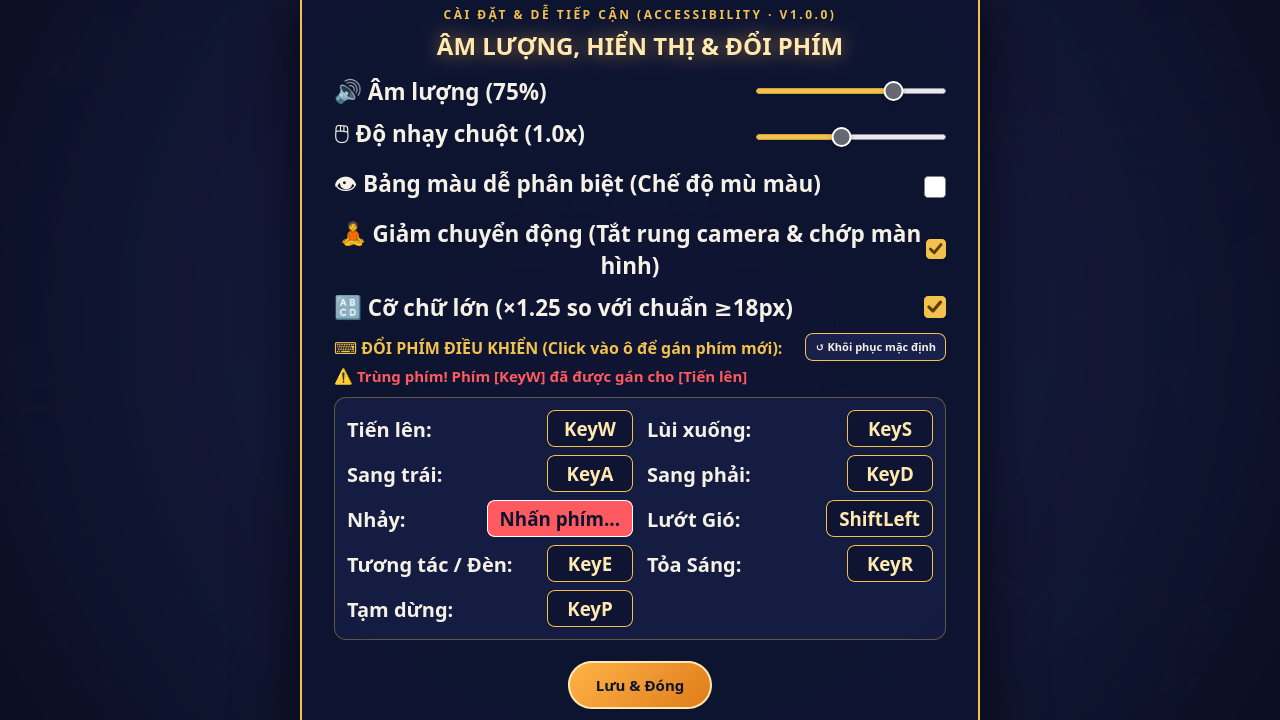 CÀI ĐẶT & DỄ TIẾP CẬN (ACCESSIBILITY · V1.0.0)
ÂM LƯỢNG, HIỂN THỊ & ĐỔI PHÍM
🔊 Âm lượng (75%)
🖱 Độ nhạy chuột (1.0x)
👁 Bảng màu dễ phân biệt (Chế độ mù màu)
🧘 Giảm chuyển động (Tắt rung camera & chớp màn
hình)
🔠 Cỡ chữ lớn (×1.25 so với chuẩn ≥18px)
⌨ ĐỔI PHÍM ĐIỀU KHIỂN (Click vào ô để gán phím mới): ↺ Khôi phục mặc định
⚠️ Trùng phím! Phím [KeyW] đã được gán cho [Tiến lên]
Tiến lên: KeyW Lùi xuống: KeyS
Sang trái: KeyA Sang phải: KeyD
Nhảy: Nhấn phím... Lướt Gió: ShiftLeft
Tương tác / Đèn: KeyE Tỏa Sáng: KeyR
Tạm dừng: KeyP
Lưu & Đóng